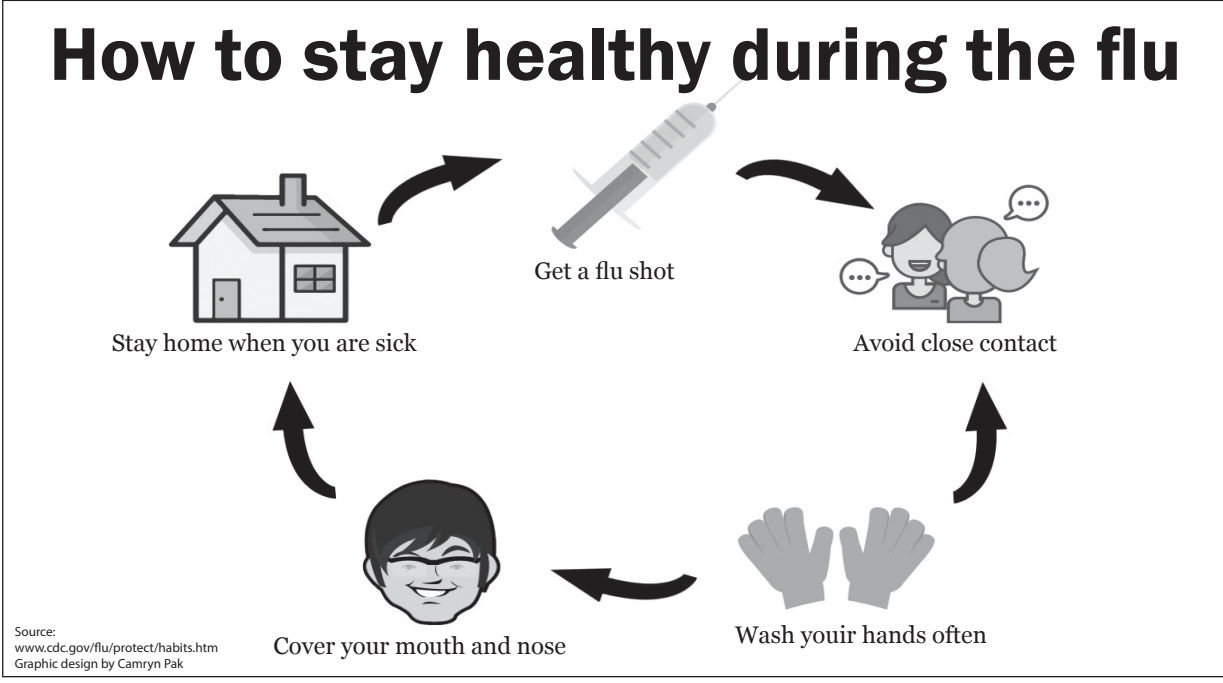 How to stay healthy during the flu
Get a flu shot
Stay home when you are sick
Avoid close contact
Cover your mouth and nose
Wash youir hands often
Source:
www.cdc.gov/flu/protect/habits.htm
Graphic design by Camryn Pak